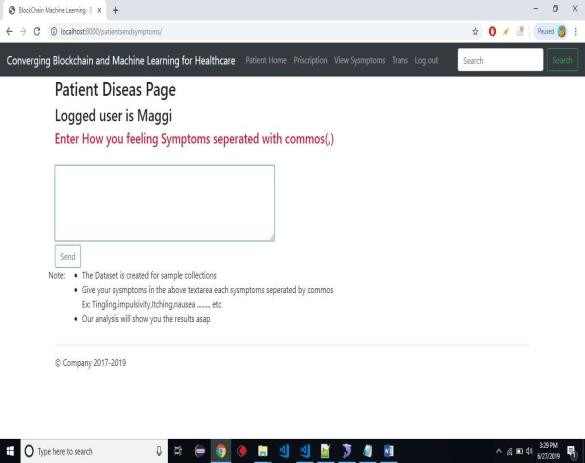 BlockChain Machine Learning - E
localhost:8000/patientsendsymptoms/
Paused
Converging Blockchain and Machine Learning for Healthcare Patient Home Priscription View Sysmptoms Trans Log out Search Search
Patient Diseas Page
Logged user is Maggi
Enter How you feeling Symptoms seperated with commos(,)
Send
Note: • The Dataset is created for sample collections
• Give your sysmptoms in the above textarea each sysmptoms seperated by commos
Ex: Tingling,impulsivity,Itching,nausea ........ etc
• Our analysis will show you the results asap
© Company 2017-2019
Type here to search
3:29 PM
6/27/2019